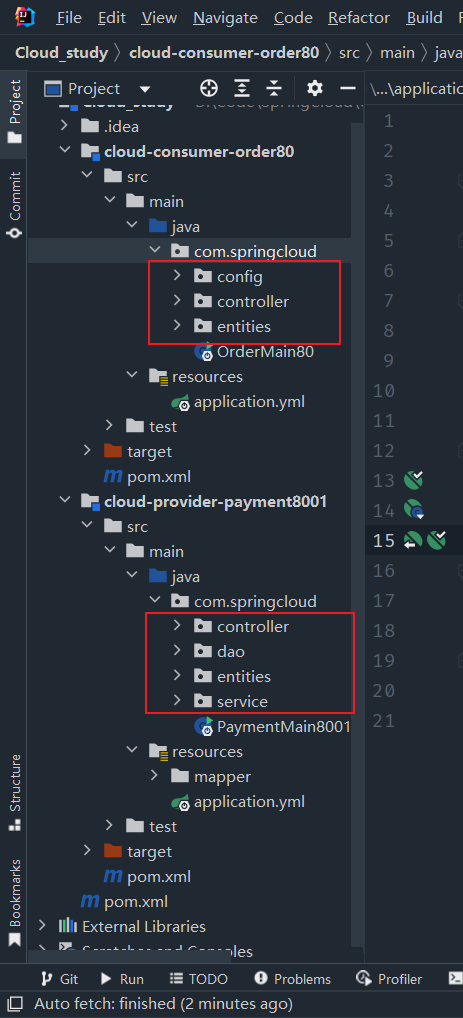 File Edit View Navigate Code Refactor Build
Cloud_study cloud-consumer-order80 src main java
Project
\...\applicatio
Cloud_study
.idea
cloud-consumer-order80
src
main
java
com.springcloud
config
controller
entities
OrderMain80
resources
application.yml
test
target
pom.xml
cloud-provider-payment8001
src
main
java
com.springcloud
controller
dao
entities
service
PaymentMain8001
resources
mapper
application.yml
test
target
pom.xml
pom.xml
External Libraries
Scratches and Consoles
Project
Commit
Structure
Bookmarks
1
2
3
4
5
6
7
8
9
10
11
12
13
14
15
16
17
18
19
20
21
Git Run TODO Problems Profiler
Auto fetch: finished (2 minutes ago)